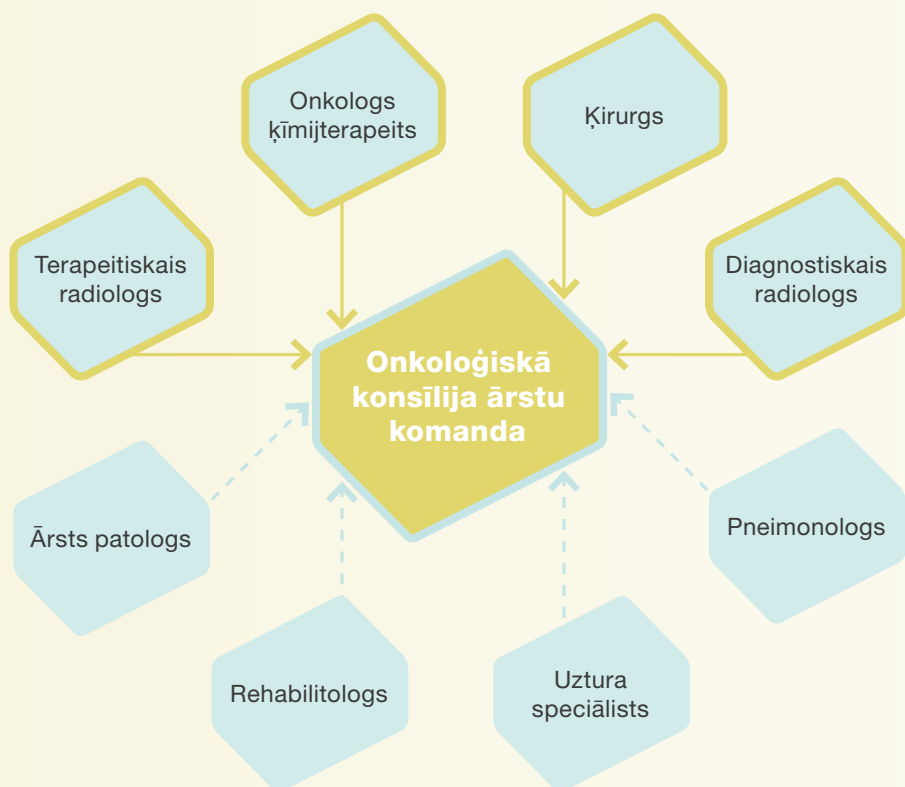 Onkologs
ķīmijterapeits
Ķirurgs
Terapeitiskais
radiologs
Diagnostiskais
radiologs
Onkoloģiskā
konsīlija ārstu
komanda
Ārsts patologs
Pneimonologs
Rehabilitologs
Uztura
speciālists